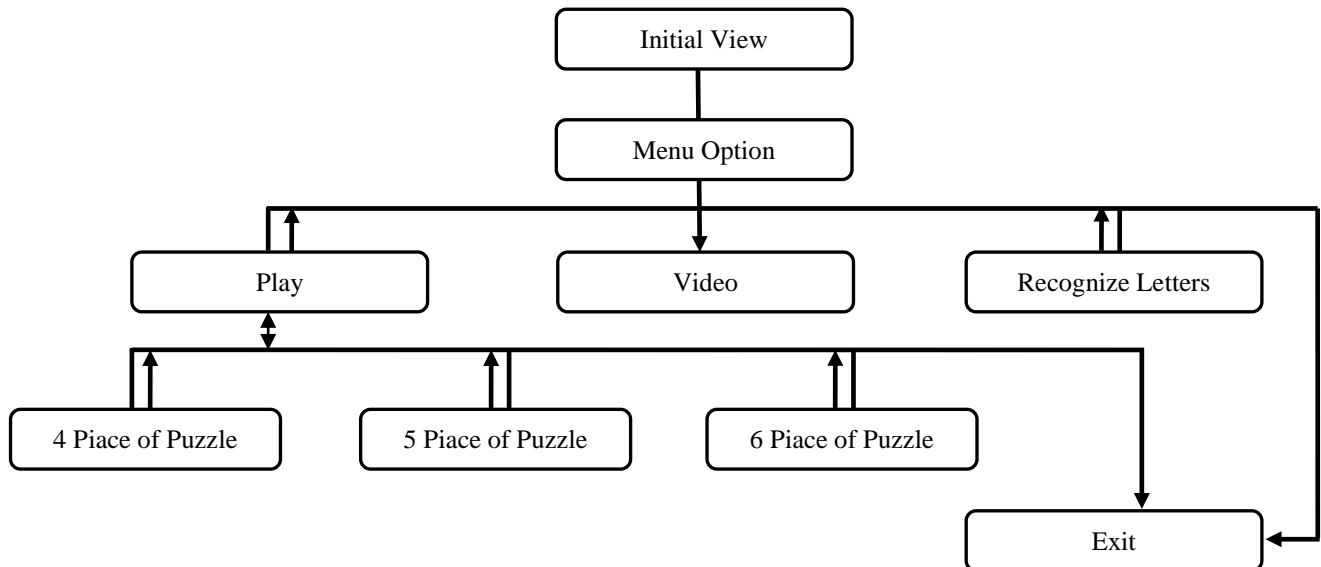 Initial View
Menu Option
Play
Video
Recognize Letters
4 Piace of Puzzle
5 Piace of Puzzle
6 Piace of Puzzle
Exit